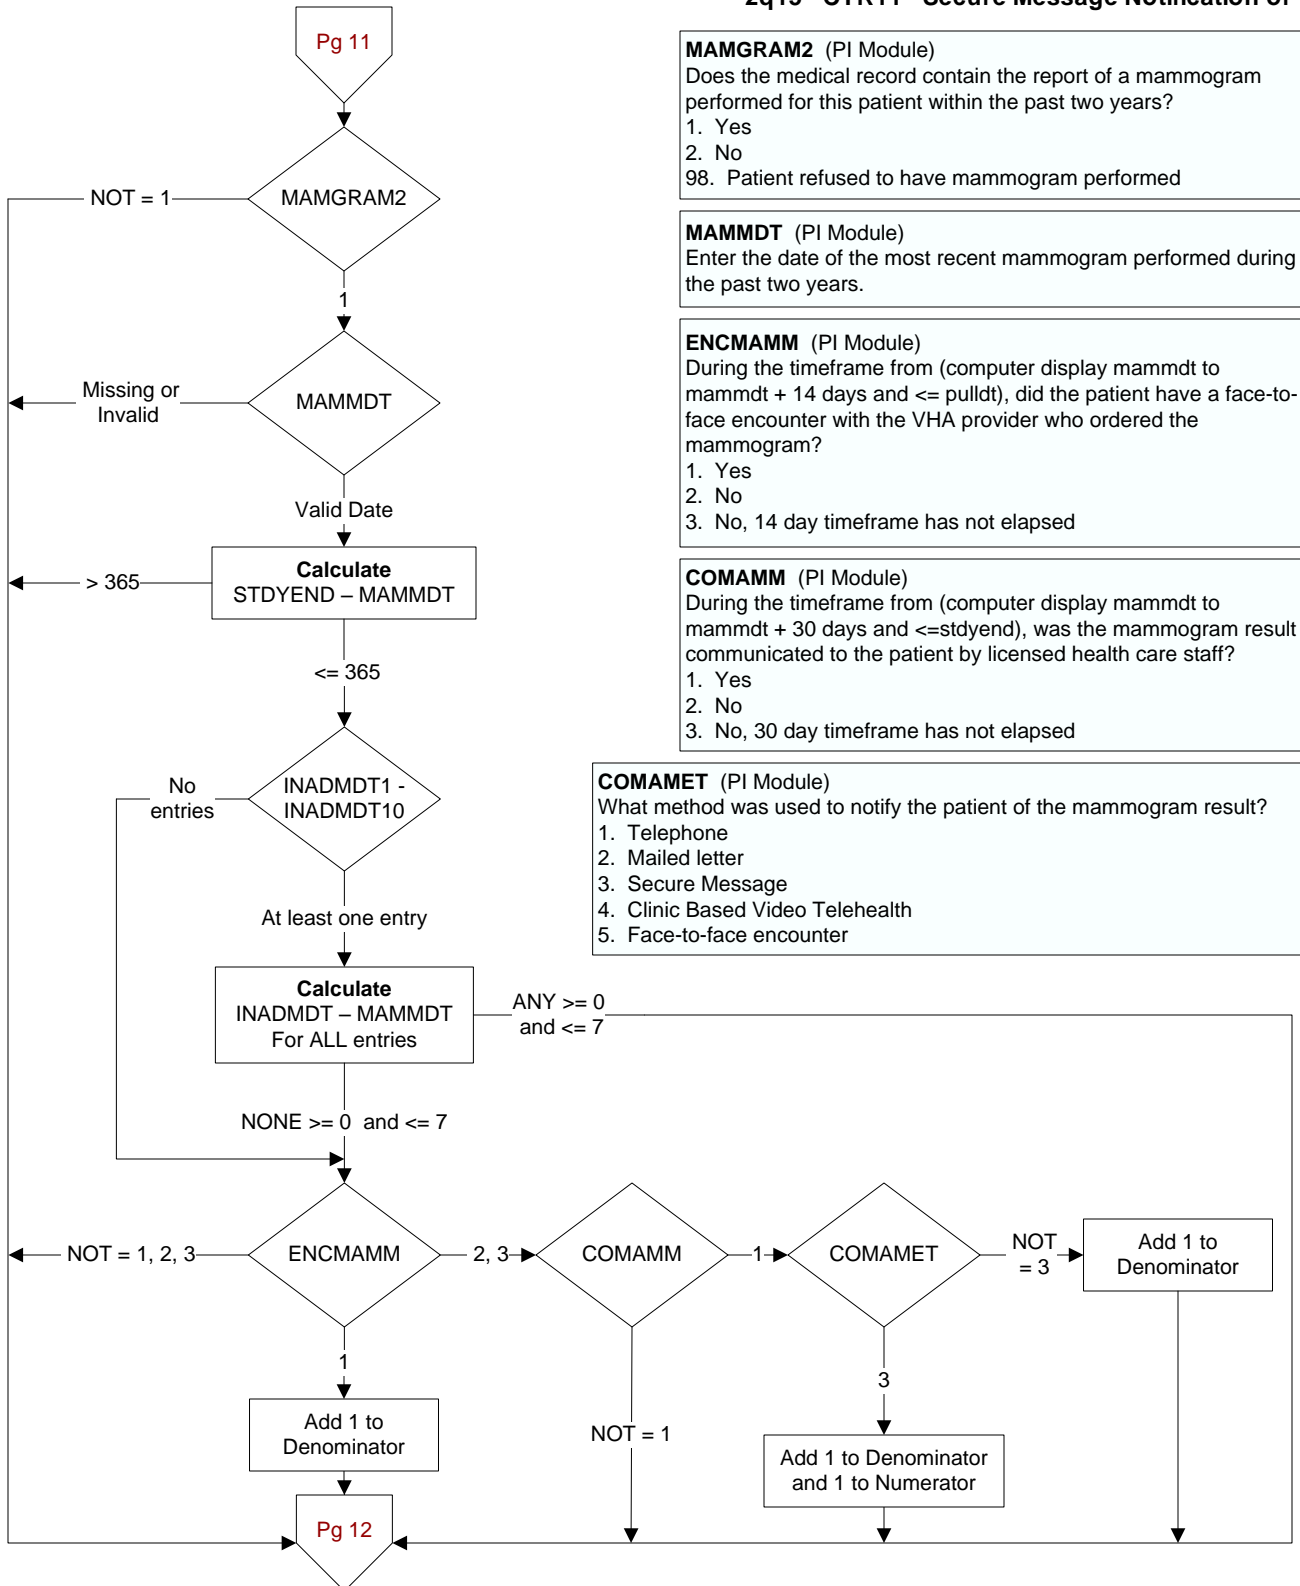 2q15 - CTR11 - Secure Message Notification of
Pg 11
MAMGRAM2 (PI Module)
Does the medical record contain the report of a mammogram
performed for this patient within the past two years?
1. Yes
2. No
98. Patient refused to have mammogram performed
NOT = 1
MAMGRAM2
1
MAMMDT (PI Module)
Enter the date of the most recent mammogram performed during
the past two years.
Missing or
Invalid
MAMMDT
Valid Date
ENCMAMM (PI Module)
During the timeframe from (computer display mammdt to
mammdt + 14 days and <= pulldt), did the patient have a face-to-
face encounter with the VHA provider who ordered the
mammogram?
1. Yes
2. No
3. No, 14 day timeframe has not elapsed
> 365
Calculate
STDYEND – MAMMDT
<= 365
COMAMM (PI Module)
During the timeframe from (computer display mammdt to
mammdt + 30 days and <=stdyend), was the mammogram result
communicated to the patient by licensed health care staff?
1. Yes
2. No
3. No, 30 day timeframe has not elapsed
No
entries
INADMDT1 -
INADMDT10
At least one entry
COMAMET (PI Module)
What method was used to notify the patient of the mammogram result?
1. Telephone
2. Mailed letter
3. Secure Message
4. Clinic Based Video Telehealth
5. Face-to-face encounter
Calculate
INADMDT – MAMMDT
For ALL entries
ANY >= 0
and <= 7
NONE >= 0 and <= 7
NOT = 1, 2, 3
ENCMAMM
2, 3
COMAMM
1
COMAMET
NOT
= 3
Add 1 to
Denominator
1
Add 1 to
Denominator
NOT = 1
3
Add 1 to Denominator
and 1 to Numerator
Pg 12